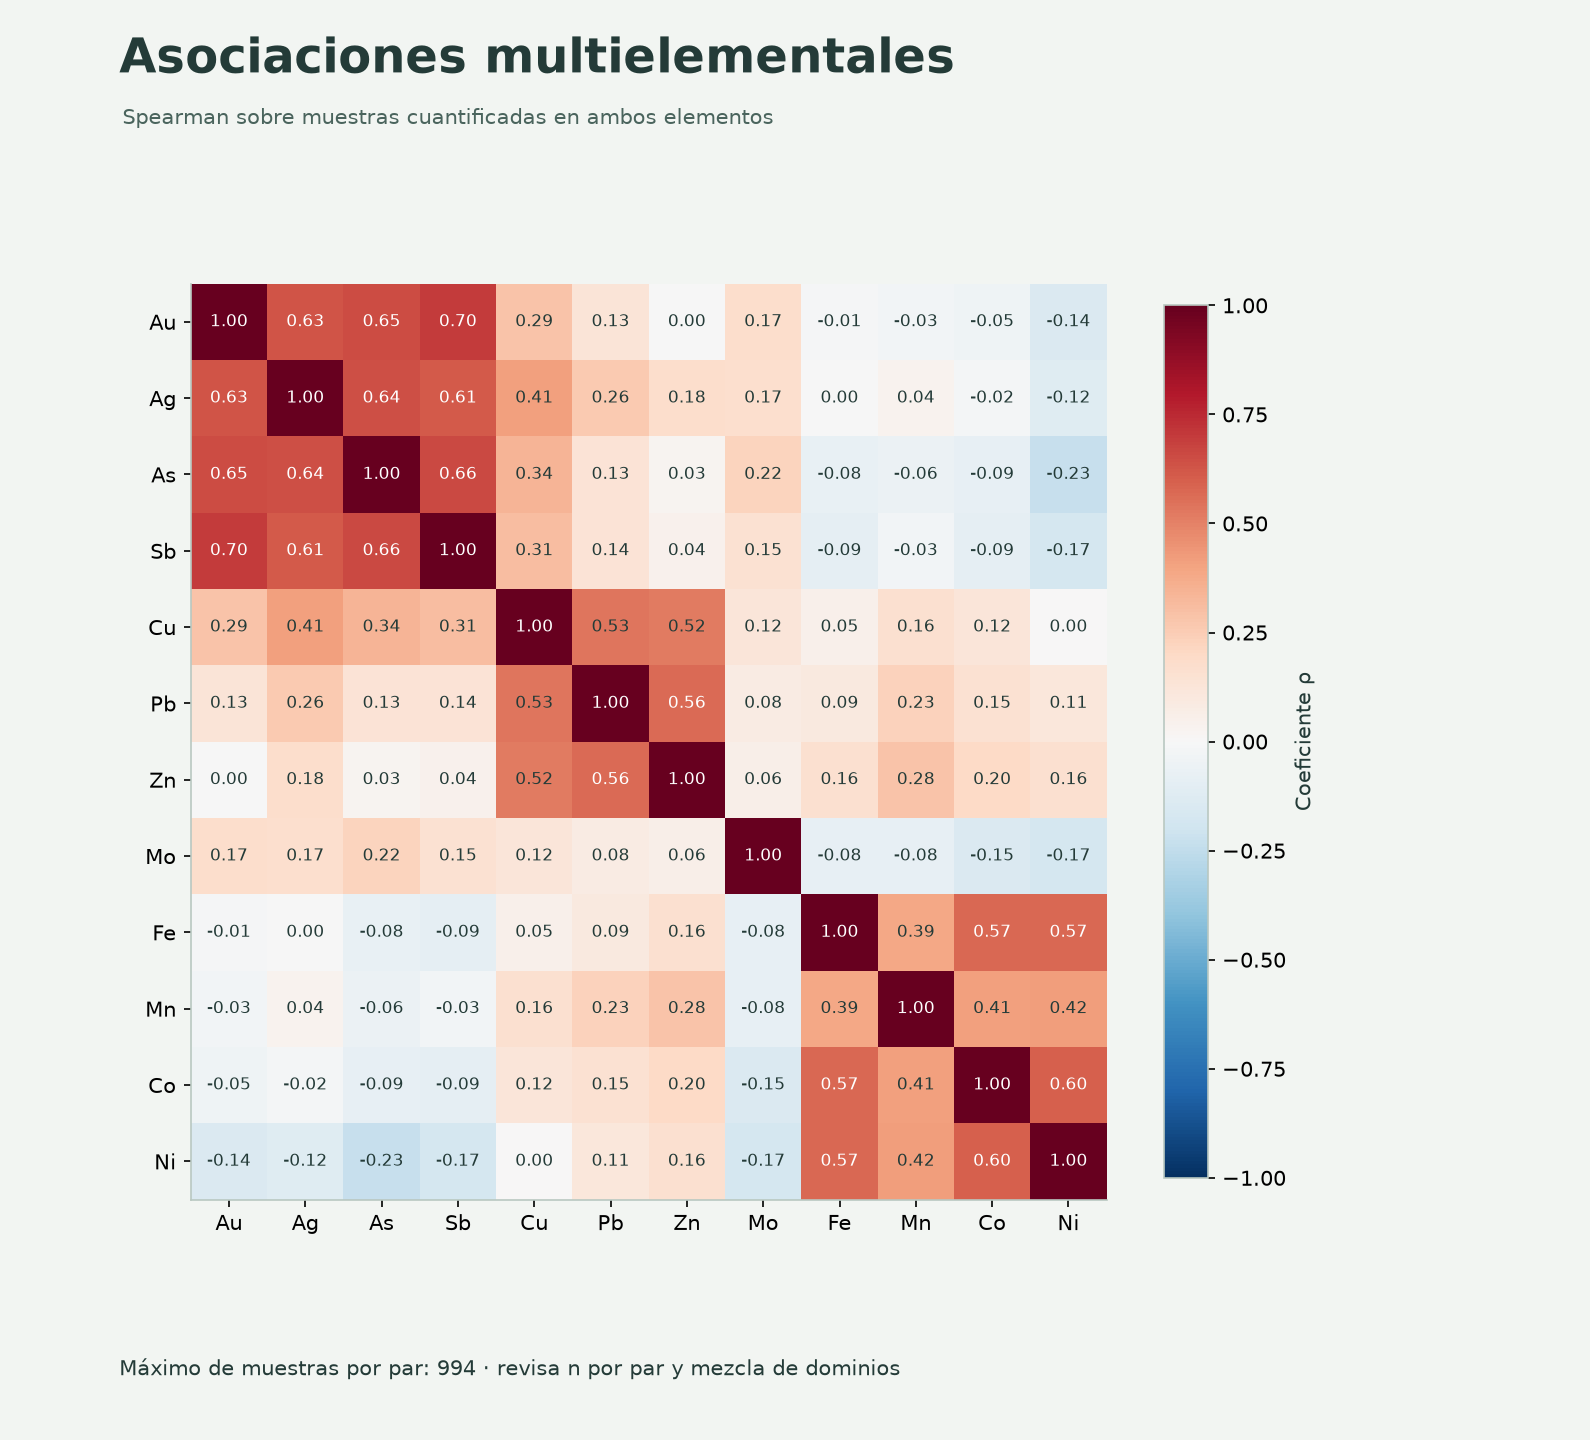 Asociaciones multielementales
Spearman sobre muestras cuantificadas en ambos elementos
Au 1.00 0.63 0.65 0.70 0.29 0.13 0.00 0.17 -0.01 -0.03 -0.05 -0.14
Ag 0.63 1.00 0.64 0.61 0.41 0.26 0.18 0.17 0.00 0.04 -0.02 -0.12
As 0.65 0.64 1.00 0.66 0.34 0.13 0.03 0.22 -0.08 -0.06 -0.09 -0.23
Sb 0.70 0.61 0.66 1.00 0.31 0.14 0.04 0.15 -0.09 -0.03 -0.09 -0.17
Cu 0.29 0.41 0.34 0.31 1.00 0.53 0.52 0.12 0.05 0.16 0.12 0.00
Pb 0.13 0.26 0.13 0.14 0.53 1.00 0.56 0.08 0.09 0.23 0.15 0.11
Zn 0.00 0.18 0.03 0.04 0.52 0.56 1.00 0.06 0.16 0.28 0.20 0.16
Mo 0.17 0.17 0.22 0.15 0.12 0.08 0.06 1.00 -0.08 -0.08 -0.15 -0.17
Fe -0.01 0.00 -0.08 -0.09 0.05 0.09 0.16 -0.08 1.00 0.39 0.57 0.57
Mn -0.03 0.04 -0.06 -0.03 0.16 0.23 0.28 -0.08 0.39 1.00 0.41 0.42
Co -0.05 -0.02 -0.09 -0.09 0.12 0.15 0.20 -0.15 0.57 0.41 1.00 0.60
Ni -0.14 -0.12 -0.23 -0.17 0.00 0.11 0.16 -0.17 0.57 0.42 0.60 1.00
Au Ag As Sb Cu Pb Zn Mo Fe Mn Co Ni
1.00
0.75
0.50
0.25
0.00
−0.25
−0.50
−0.75
−1.00
Coeficiente ρ
Máximo de muestras por par: 994 · revisa n por par y mezcla de dominios